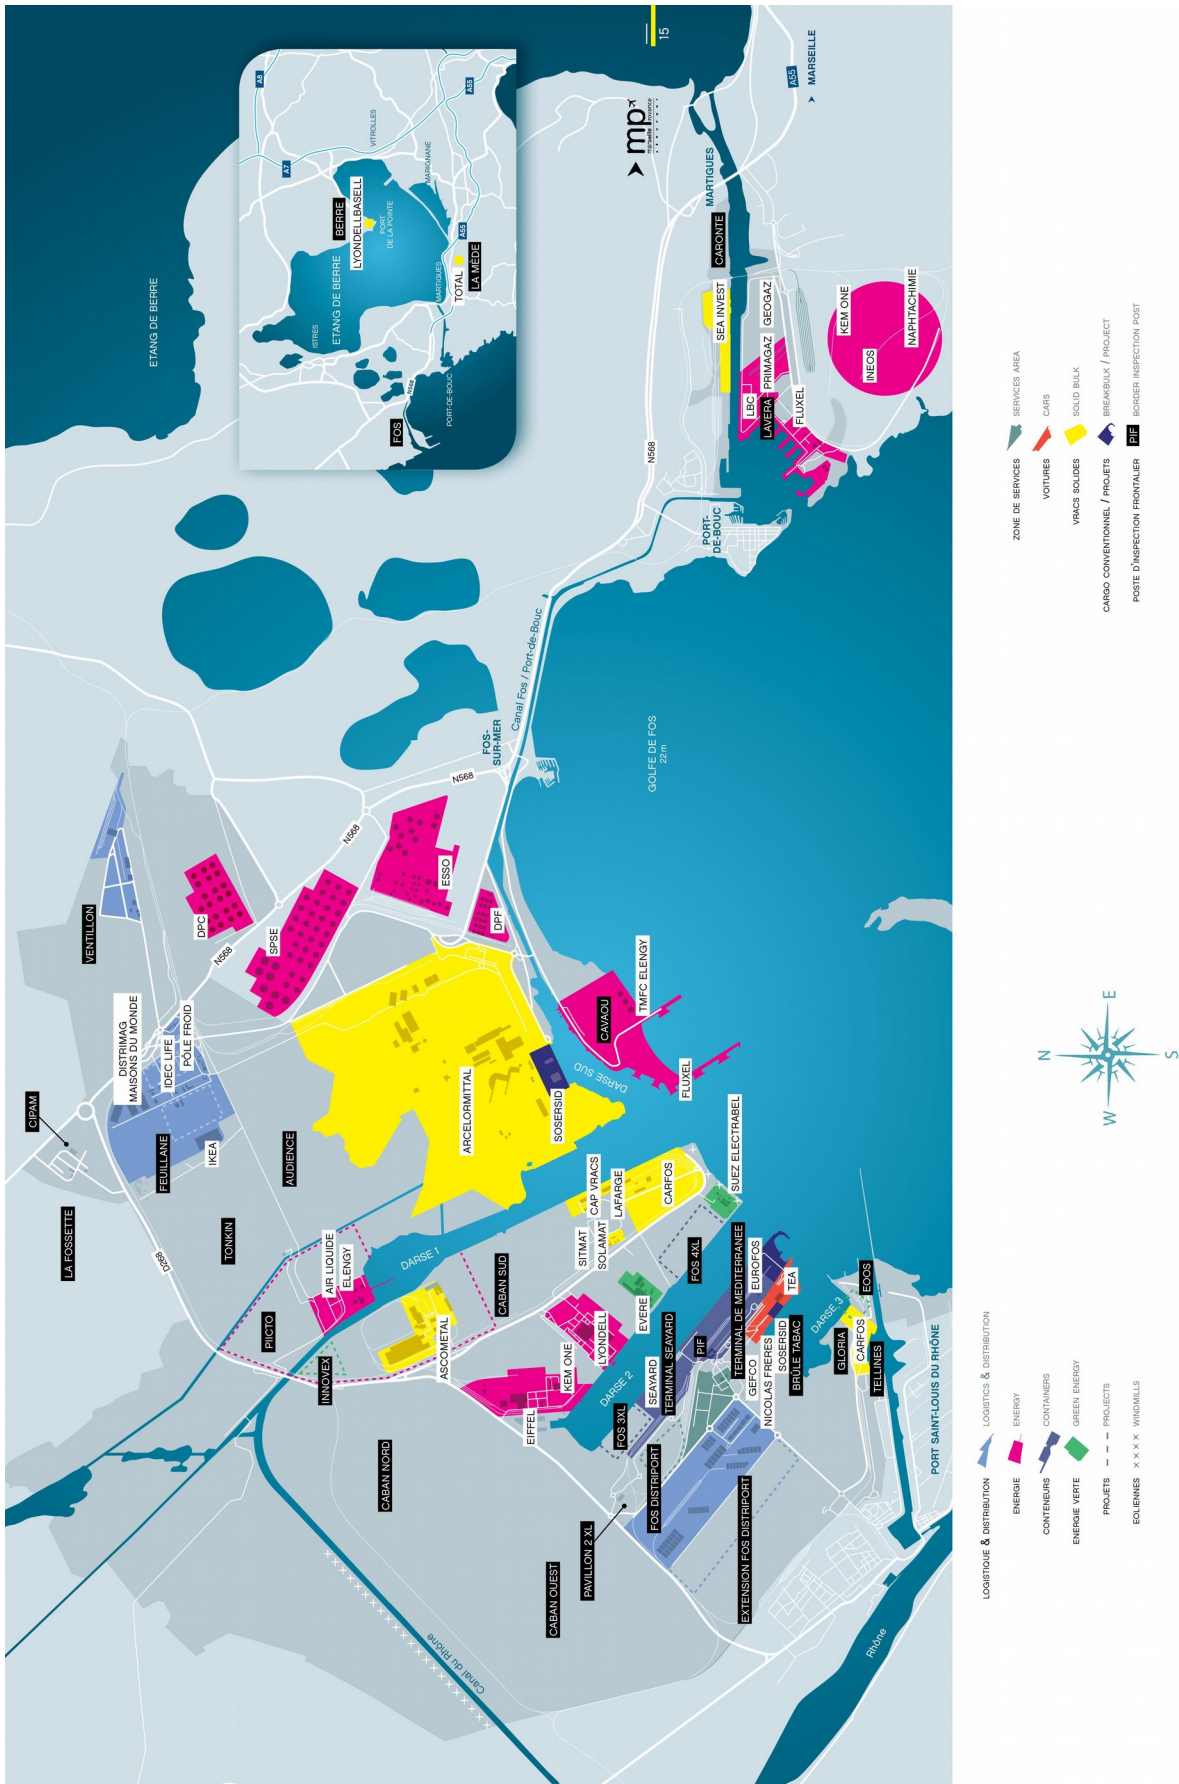 15
ETANG DE BERRE
A8
A7
A55
VITROLLES
MARIGNANE
BERRE
LYONDELLBASELL
PORT
DE LA POINTE
ETANG DE BERRE
ISTRES
MARTIGUES
A55
TOTAL
LA MÈDE
N568
PORT-DE-BOUC
FOS
mp
marseille provence
A55
MARSEILLE
MARTIGUES
CARONTE
SEA INVEST
GEOGAZ
PRIMAGAZ
LBC
LAVERA
FLUXEL
KEM ONE
INEOS
NAPHTACHIMIE
N568
PORT-
DE-BOUC
Canal Fos / Port-de-Bouc
FOS-
SUR-MER
GOLFE DE FOS
22 m
N568
N568
N568
VENTILLON
DPC
SPSE
ESSO
DPF
DISTRIMAG
MAISONS DU MONDE
IDEC LIFE
PÔLE FROID
CIPAM
FEUILLANE
IKEA
AUDIENCE
LA FOSSETTE
D268
TONKIN
ARCELORMITTAL
SOSERSID
DARSE SUD
CAVAOU
TMFC ELENGY
FLUXEL
AIR LIQUIDE
ELENGY
PIICTO
INNOVEX
DARSE 1
ASCOMETAL
CABAN SUD
CAP VRACS
LAFARGE
CARFOS
SITMAT
SOLAMAT
SUEZ ELECTRABEL
FOS 4XL
EVERE
LYONDELL
KEM ONE
EIFFEL
DARSE 2
SEAYARD
TERMINAL SEAYARD
PIF
TERMINAL DE MEDITERRANEE
EUROFOS
TEA
GEFCO
NICOLAS FRERES
SOSERSID
BRÛLE TABAC
DARSE 3
GLORIA
CARFOS
TELLINES
EOOS
FOS 3XL
FOS DISTRIPORT
PAVILLON 2 XL
EXTENSION FOS DISTRIPORT
CABAN NORD
CABAN OUEST
Canal du Rhône
Rhône
PORT SAINT-LOUIS DU RHÔNE
LOGISTIQUE & DISTRIBUTION LOGISTICS & DISTRIBUTION
ENERGIE ENERGY
CONTENEURS CONTAINERS
ENERGIE VERTE GREEN ENERGY
PROJETS PROJECTS
EOLIENNES WINDMILLS
N
W E
S
ZONE DE SERVICES SERVICES AREA
VOITURES CARS
VRACS SOLIDES SOLID BULK
CARGO CONVENTIONNEL / PROJETS BREAKBULK / PROJECT
POSTE D'INSPECTION FRONTALIER PIF BORDER INSPECTION POST